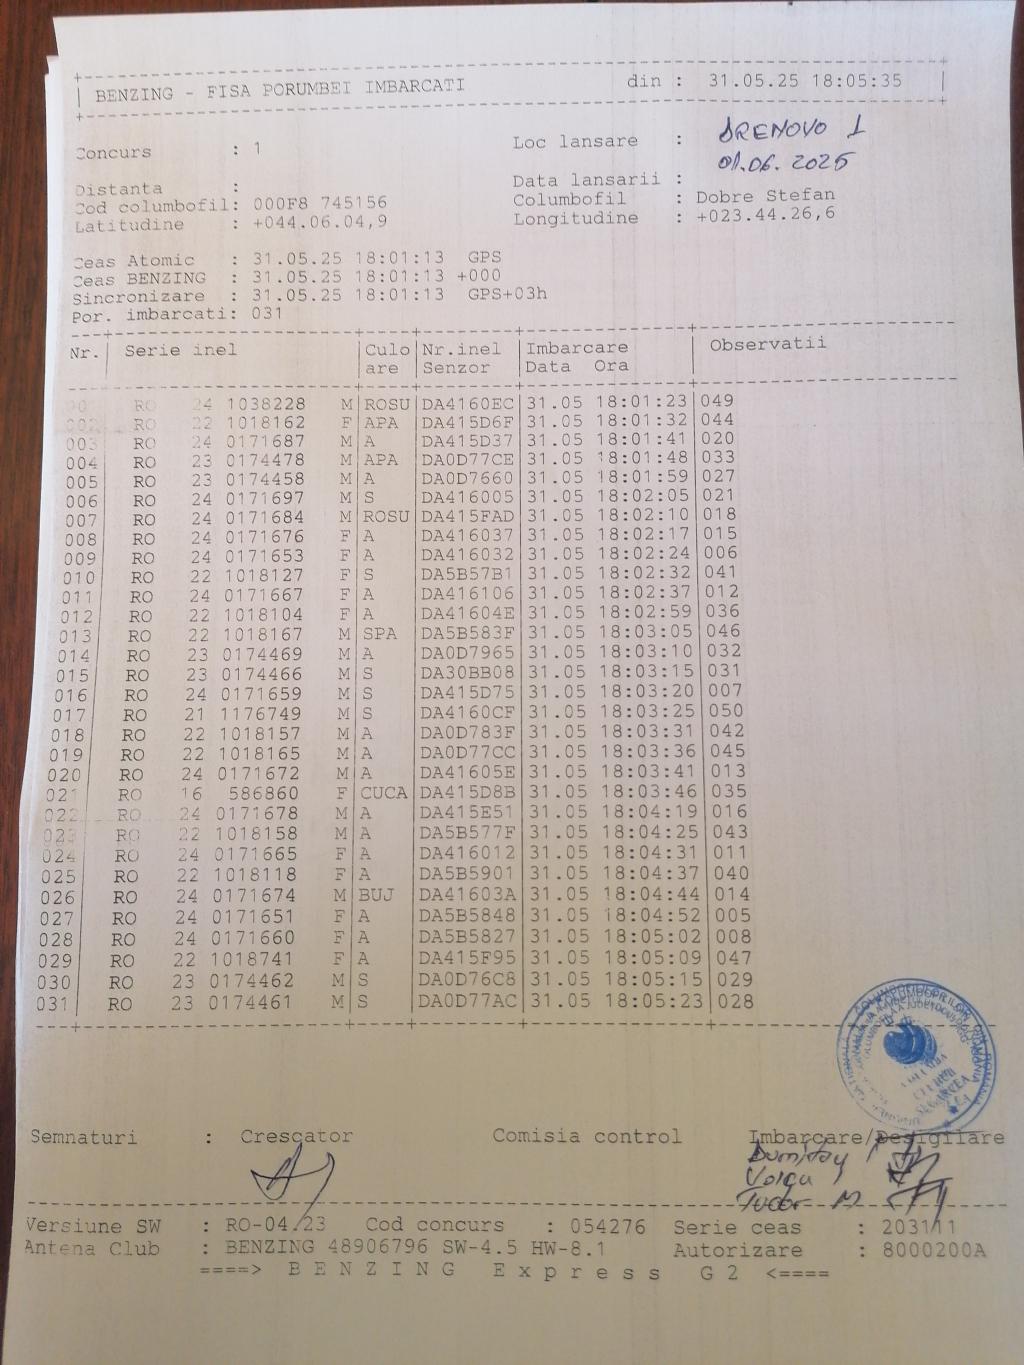 BENZING - FISA PORUMBEI IMBARCATI din : 31.05.25 18:05:35
Concurs : 1 Loc lansare : DRENOVO 1
Distanta : Data lansarii : 01.06.2025
Cod columbofil: 000F8 745156 Columbofil : Dobre Stefan
Latitudine : +044.06.04,9 Longitudine : +023.44.26,6
Ceas Atomic : 31.05.25 18:01:13 GPS
Ceas BENZING : 31.05.25 18:01:13 +000
Sincronizare : 31.05.25 18:01:13 GPS+03h
Por. imbarcati: 031
Nr. Serie inel Culo Nr.inel Imbarcare Observatii
are Senzor Data Ora
RO 24 1038228 M ROSU DA4160EC 31.05 18:01:23 049
002 RO 22 1018162 F APA DA415D6F 31.05 18:01:32 044
003 RO 24 0171687 M A DA415D37 31.05 18:01:41 020
004 RO 23 0174478 M APA DA0D77CE 31.05 18:01:48 033
005 RO 23 0174458 M A DA0D7660 31.05 18:01:59 027
006 RO 24 0171697 M S DA416005 31.05 18:02:05 021
007 RO 24 0171684 M ROSU DA415FAD 31.05 18:02:10 018
008 RO 24 0171676 F A DA416037 31.05 18:02:17 015
009 RO 24 0171653 F A DA416032 31.05 18:02:24 006
010 RO 22 1018127 F S DA5B57B1 31.05 18:02:32 041
011 RO 24 0171667 F A DA416106 31.05 18:02:37 012
012 RO 22 1018104 F A DA41604E 31.05 18:02:59 036
013 RO 22 1018167 M SPA DA5B583F 31.05 18:03:05 046
014 RO 23 0174469 M A DA0D7965 31.05 18:03:10 032
015 RO 23 0174466 M S DA30BB08 31.05 18:03:15 031
016 RO 24 0171659 M S DA415D75 31.05 18:03:20 007
017 RO 21 1176749 M S DA4160CF 31.05 18:03:25 050
018 RO 22 1018157 M A DA0D783F 31.05 18:03:31 042
019 RO 22 1018165 M A DA0D77CC 31.05 18:03:36 045
020 RO 24 0171672 M A DA41605E 31.05 18:03:41 013
021 RO 16 586860 F CUCA DA415D8B 31.05 18:03:46 035
022 RO 24 0171678 M A DA415E51 31.05 18:04:19 016
023 RO 22 1018158 M A DA5B577F 31.05 18:04:25 043
024 RO 24 0171665 F A DA416012 31.05 18:04:31 011
025 RO 22 1018118 F A DA5B5901 31.05 18:04:37 040
026 RO 24 0171674 M BUJ DA41603A 31.05 18:04:44 014
027 RO 24 0171651 F A DA5B5848 31.05 18:04:52 005
028 RO 24 0171660 F A DA5B5827 31.05 18:05:02 008
029 RO 22 1018741 F A DA415F95 31.05 18:05:09 047
030 RO 23 0174462 M S DA0D76C8 31.05 18:05:15 029
031 RO 23 0174461 M S DA0D77AC 31.05 18:05:23 028
SEGARCEA
Semnaturi : Crescator Comisia control Imbarcare/Desigilare
Tudor M
Versiune SW : RO-04/23 Cod concurs : 054276 Serie ceas : 203111
Antena Club : BENZING 48906796 SW-4.5 HW-8.1 Autorizare : 8000200A
====> BENZING Express G2 <====